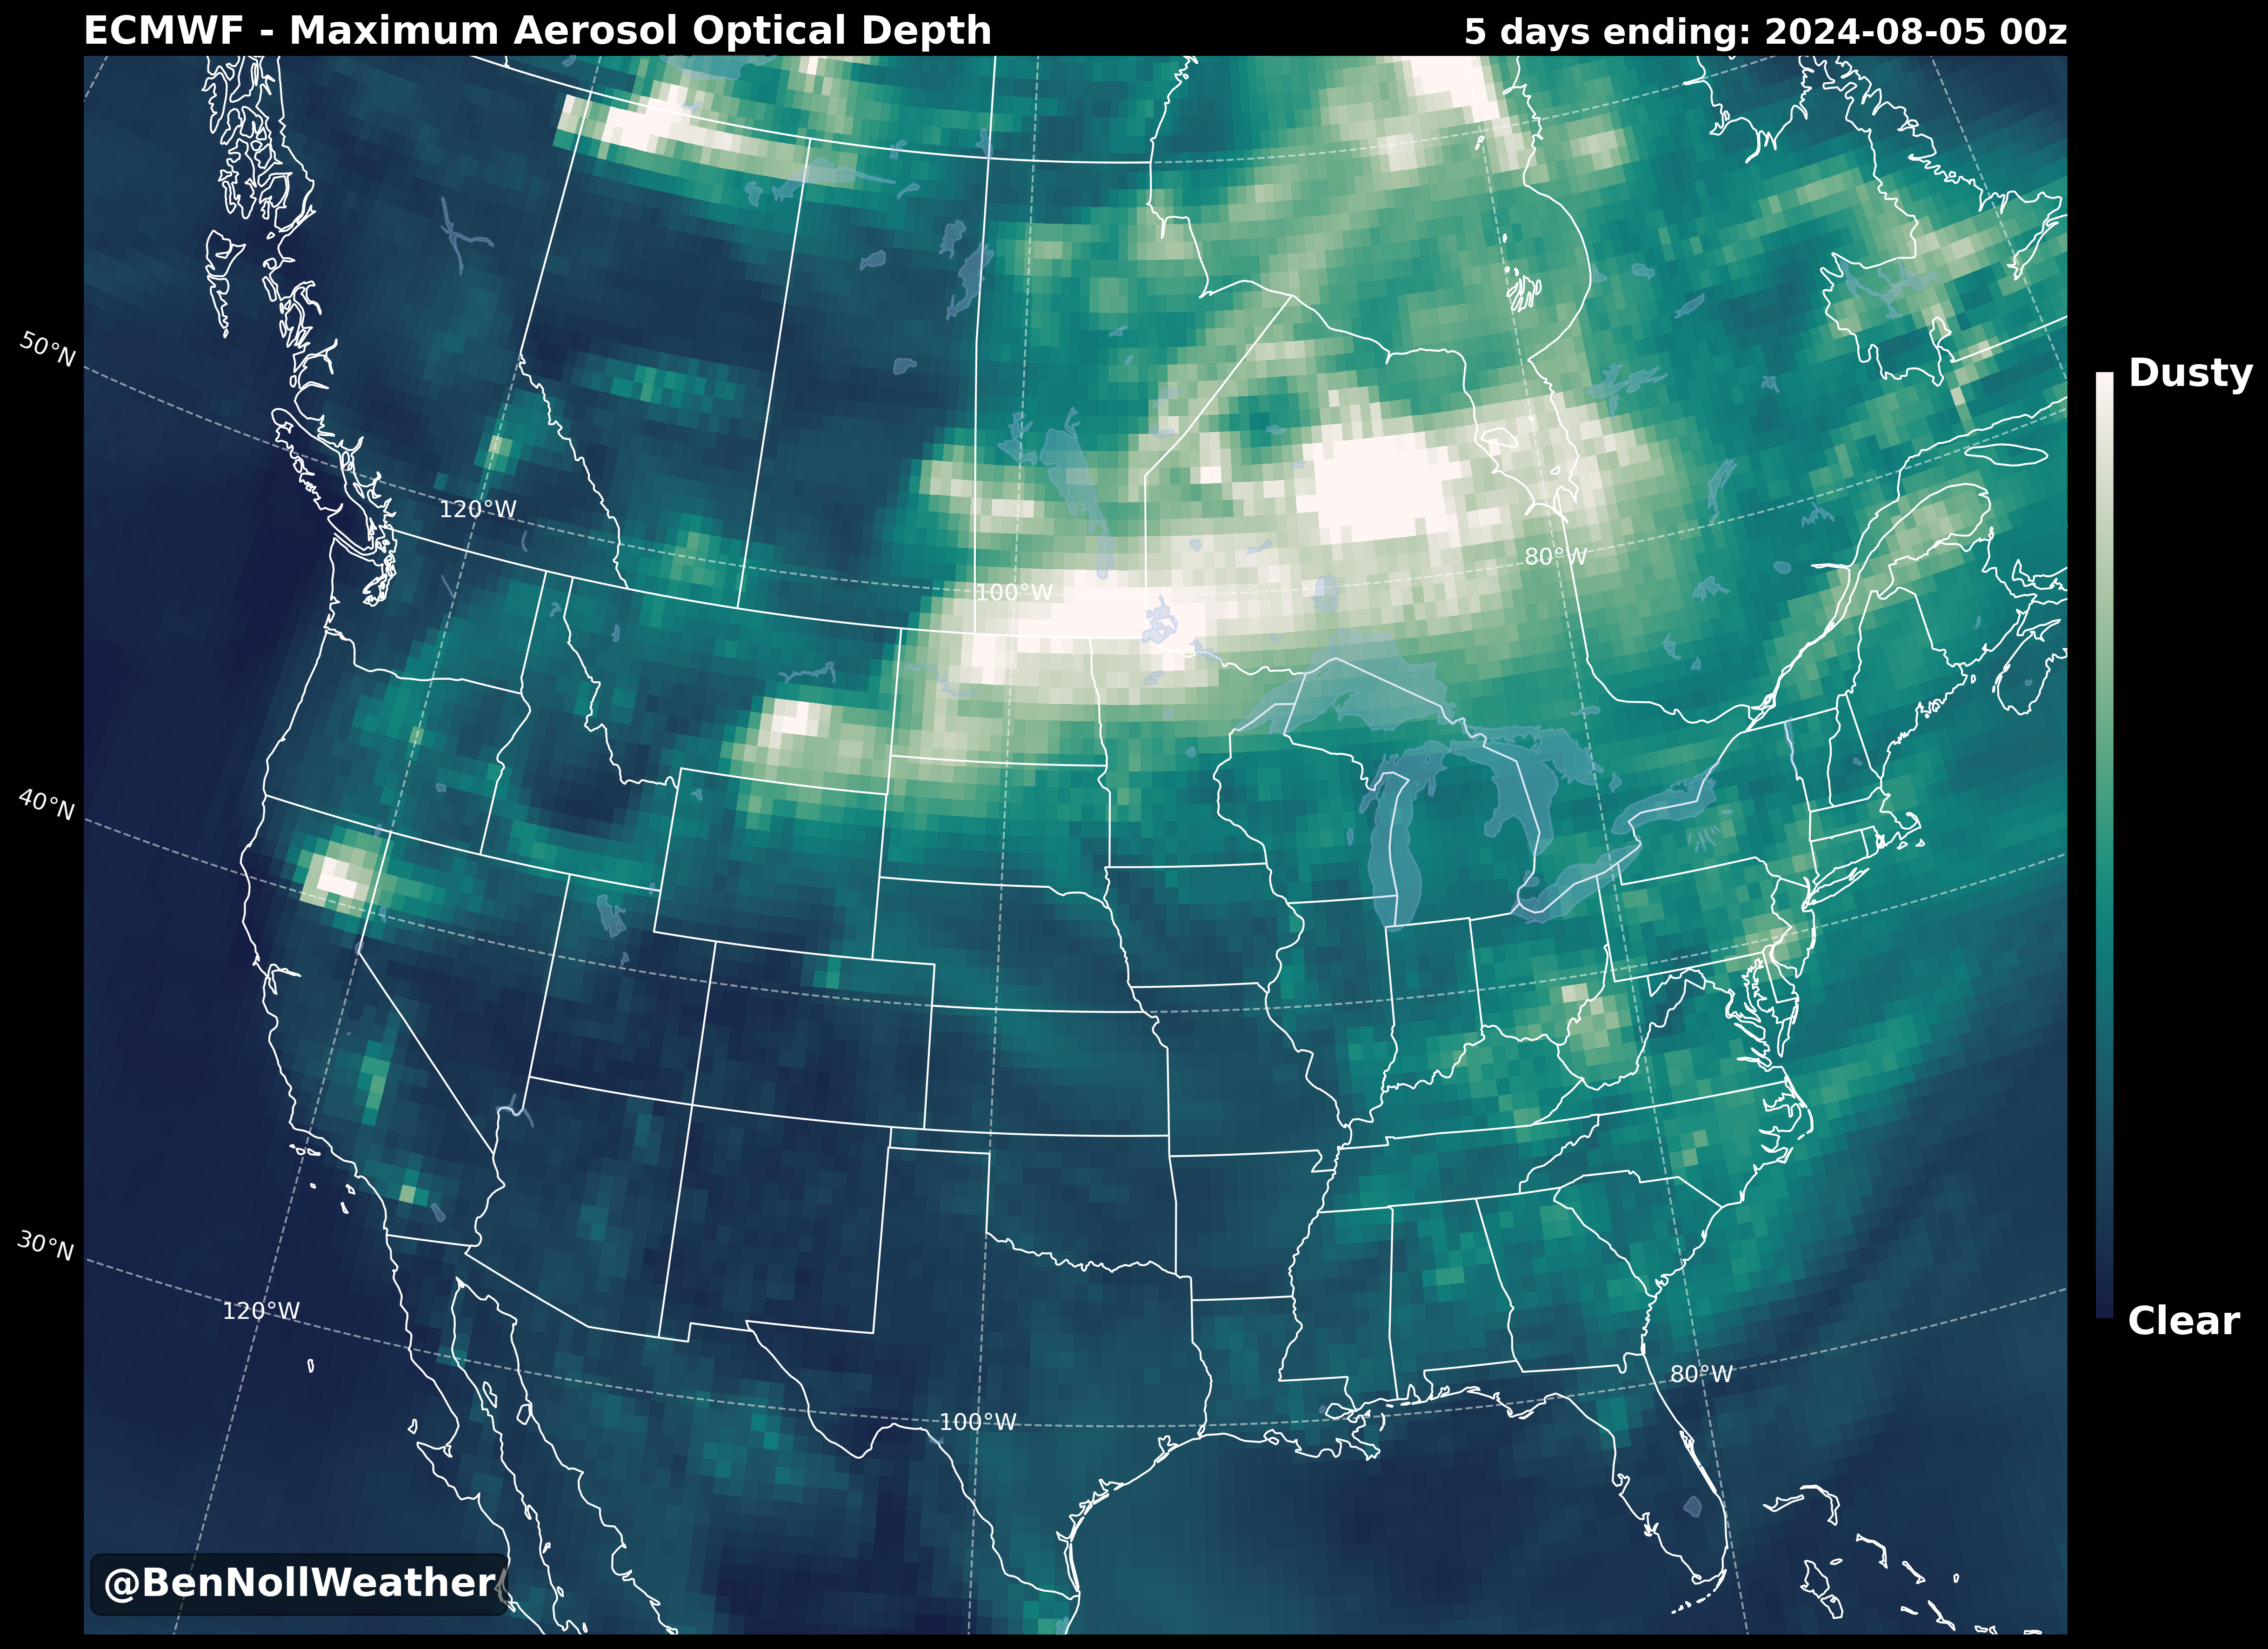 ECMWF - Maximum Aerosol Optical Depth
5 days ending: 2024-08-05 00z
50°N
Dusty
120°W
80°W
100°W
40°N
30°N
120°W
Clear
80°W
100°W
@BenNollWeather